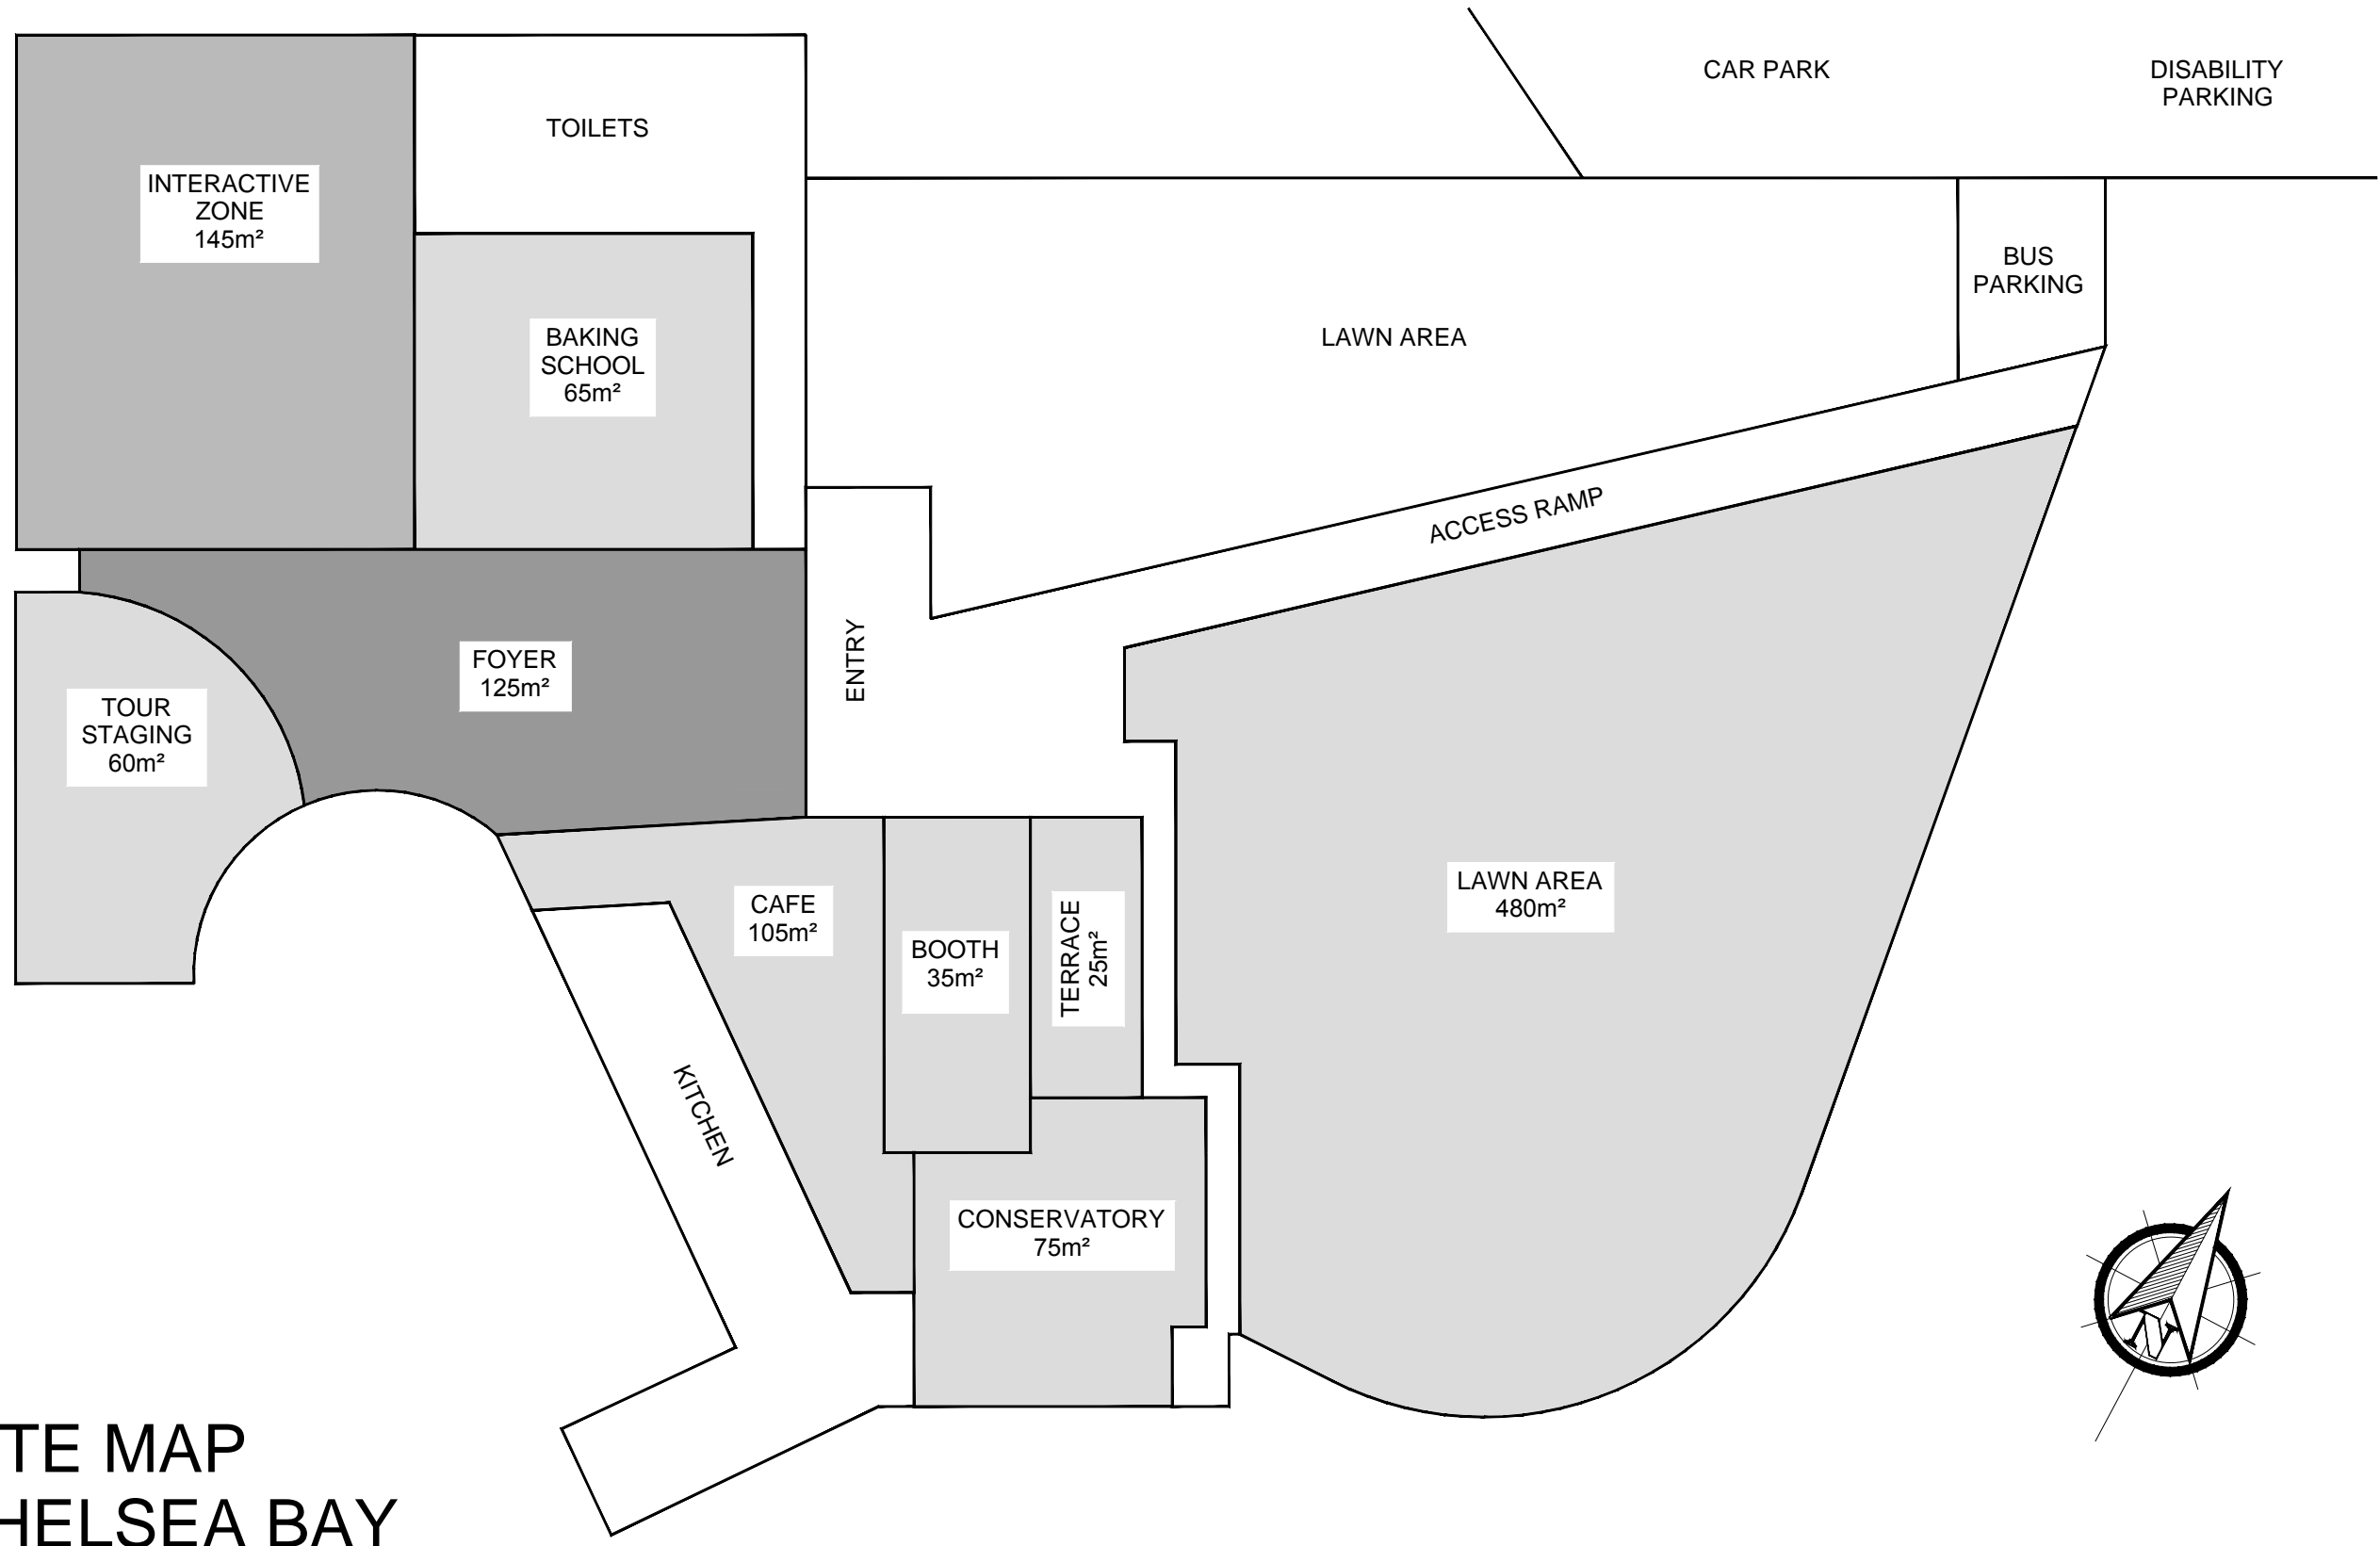 CAR PARK
DISABILITY
PARKING
TOILETS
INTERACTIVE
ZONE
145m²
BUS
PARKING
BAKING
SCHOOL
65m²
LAWN AREA
ACCESS RAMP
ENTRY
FOYER
125m²
TOUR
STAGING
60m²
LAWN AREA
480m²
CAFE
105m²
BOOTH
35m²
TERRACE
25m²
KITCHEN
CONSERVATORY
75m²
N
TE MAP
HELSEA BAY